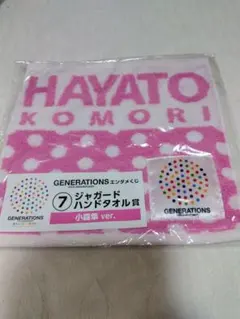 HAYATO
KOMORI
GENERATIONS エンタメくじ
⑦ ジャガード
ハンドタオル賞
小森隼 ver.
GENERATIONS
GENERATIONS